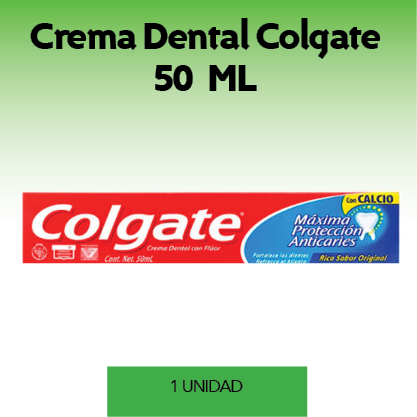 Crema Dental Colgate
50 ML
Con CALCIO
Colgate
Máxima
Protección
Anticaries
Crema Dental con Flúor
Cont. Net. 50mL
Fortalece los dientes
Refresca el Aliento
Rico Sabor Original
1 UNIDAD